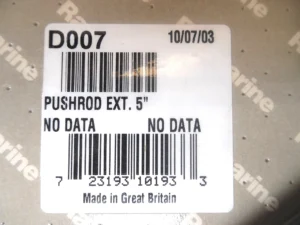 D007 10/07/03
PUSHROD EXT. 5"
NO DATA NO DATA
7 23193 10193 3
Made in Great Britain
Raymarine